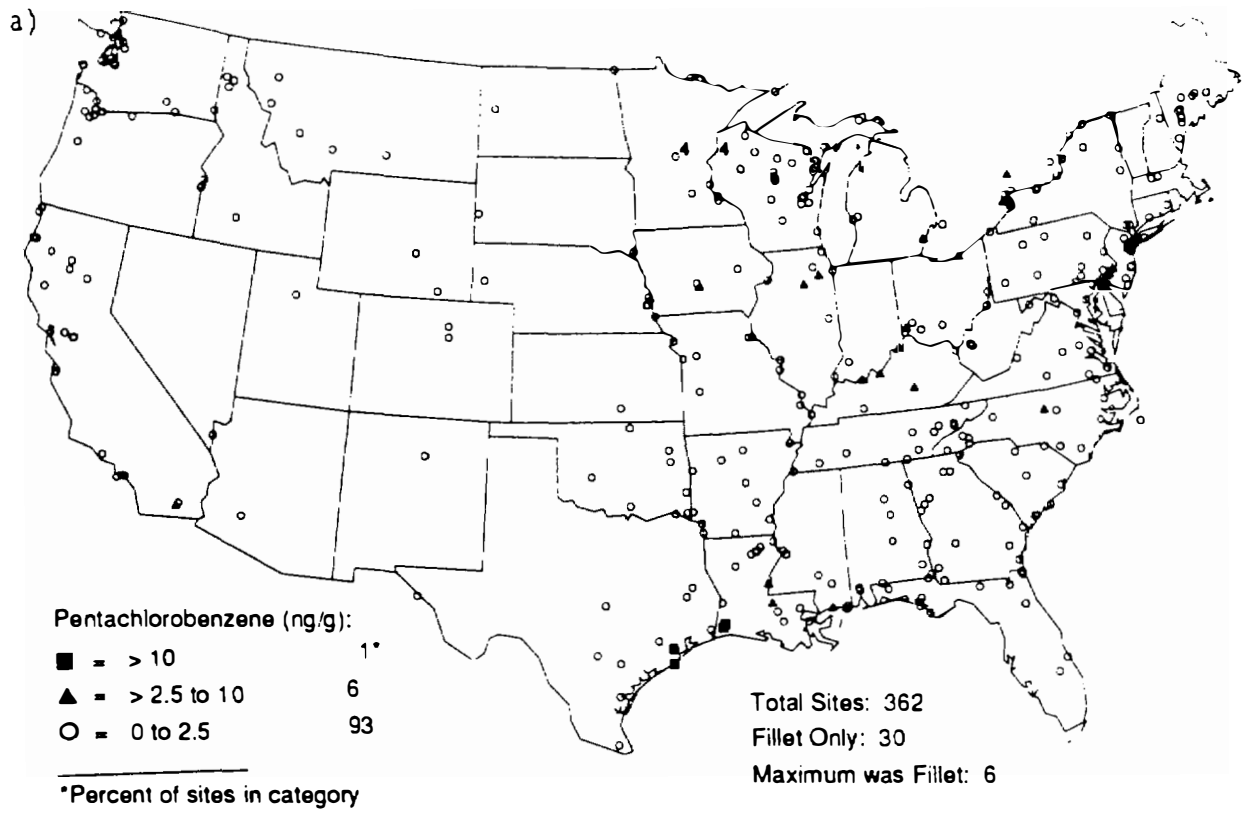 a)
Pentachlorobenzene (ng/g):
■ = > 10 1*
▲ = > 2.5 to 10 6
○ = 0 to 2.5 93
*Percent of sites in category
Total Sites: 362
Fillet Only: 30
Maximum was Fillet: 6